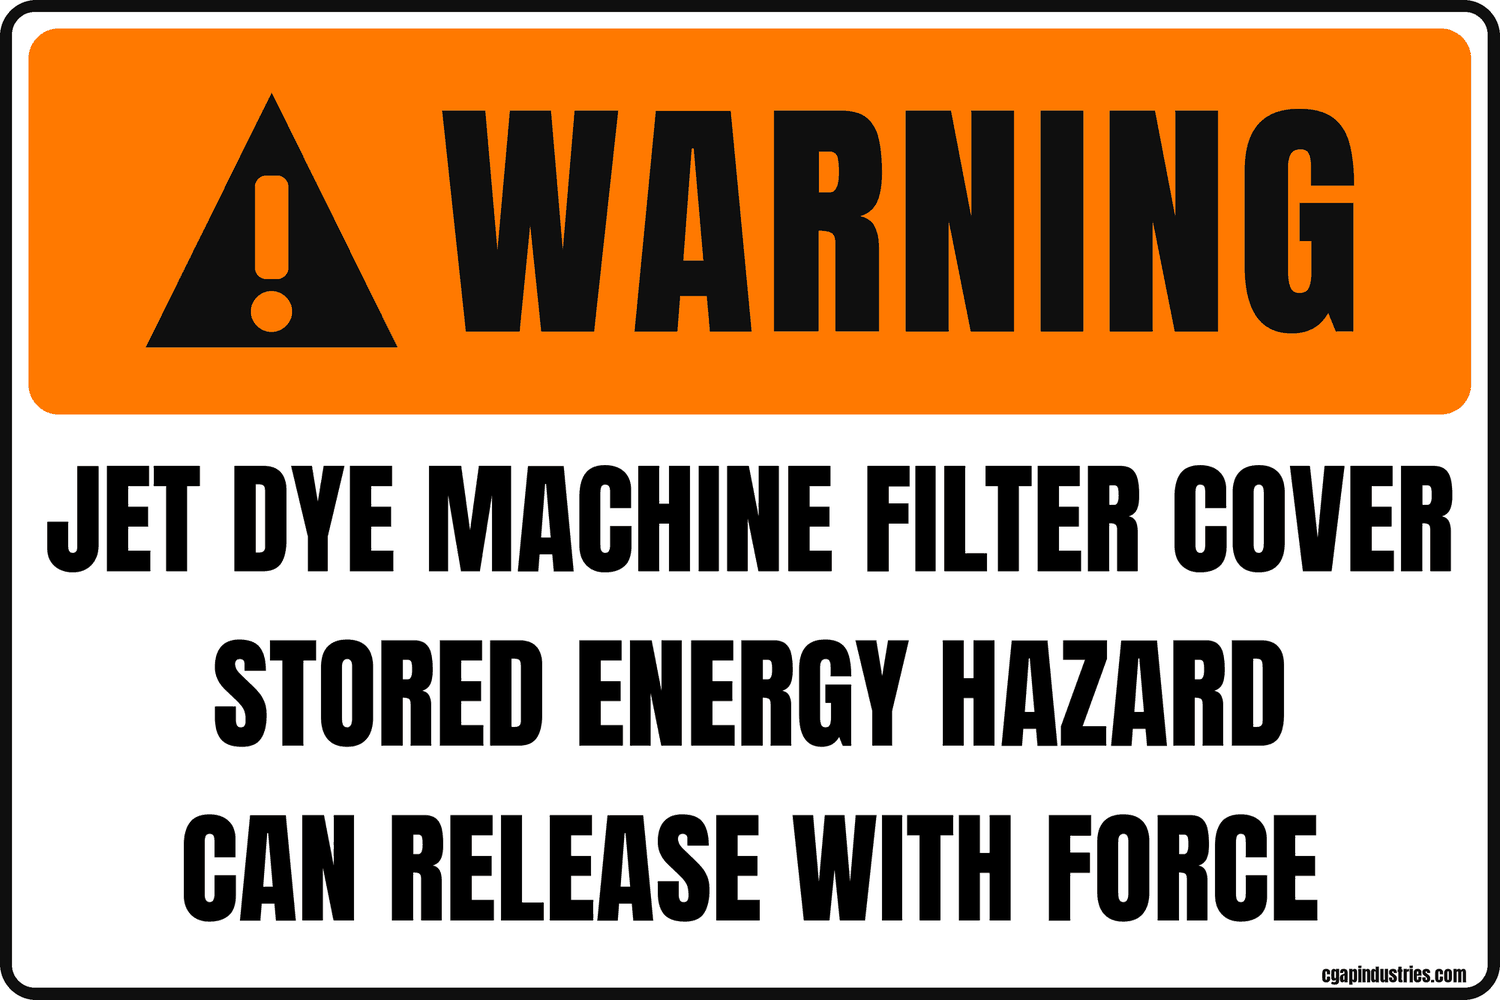 WARNING
JET DYE MACHINE FILTER COVER
STORED ENERGY HAZARD
CAN RELEASE WITH FORCE
cgapindustries.com